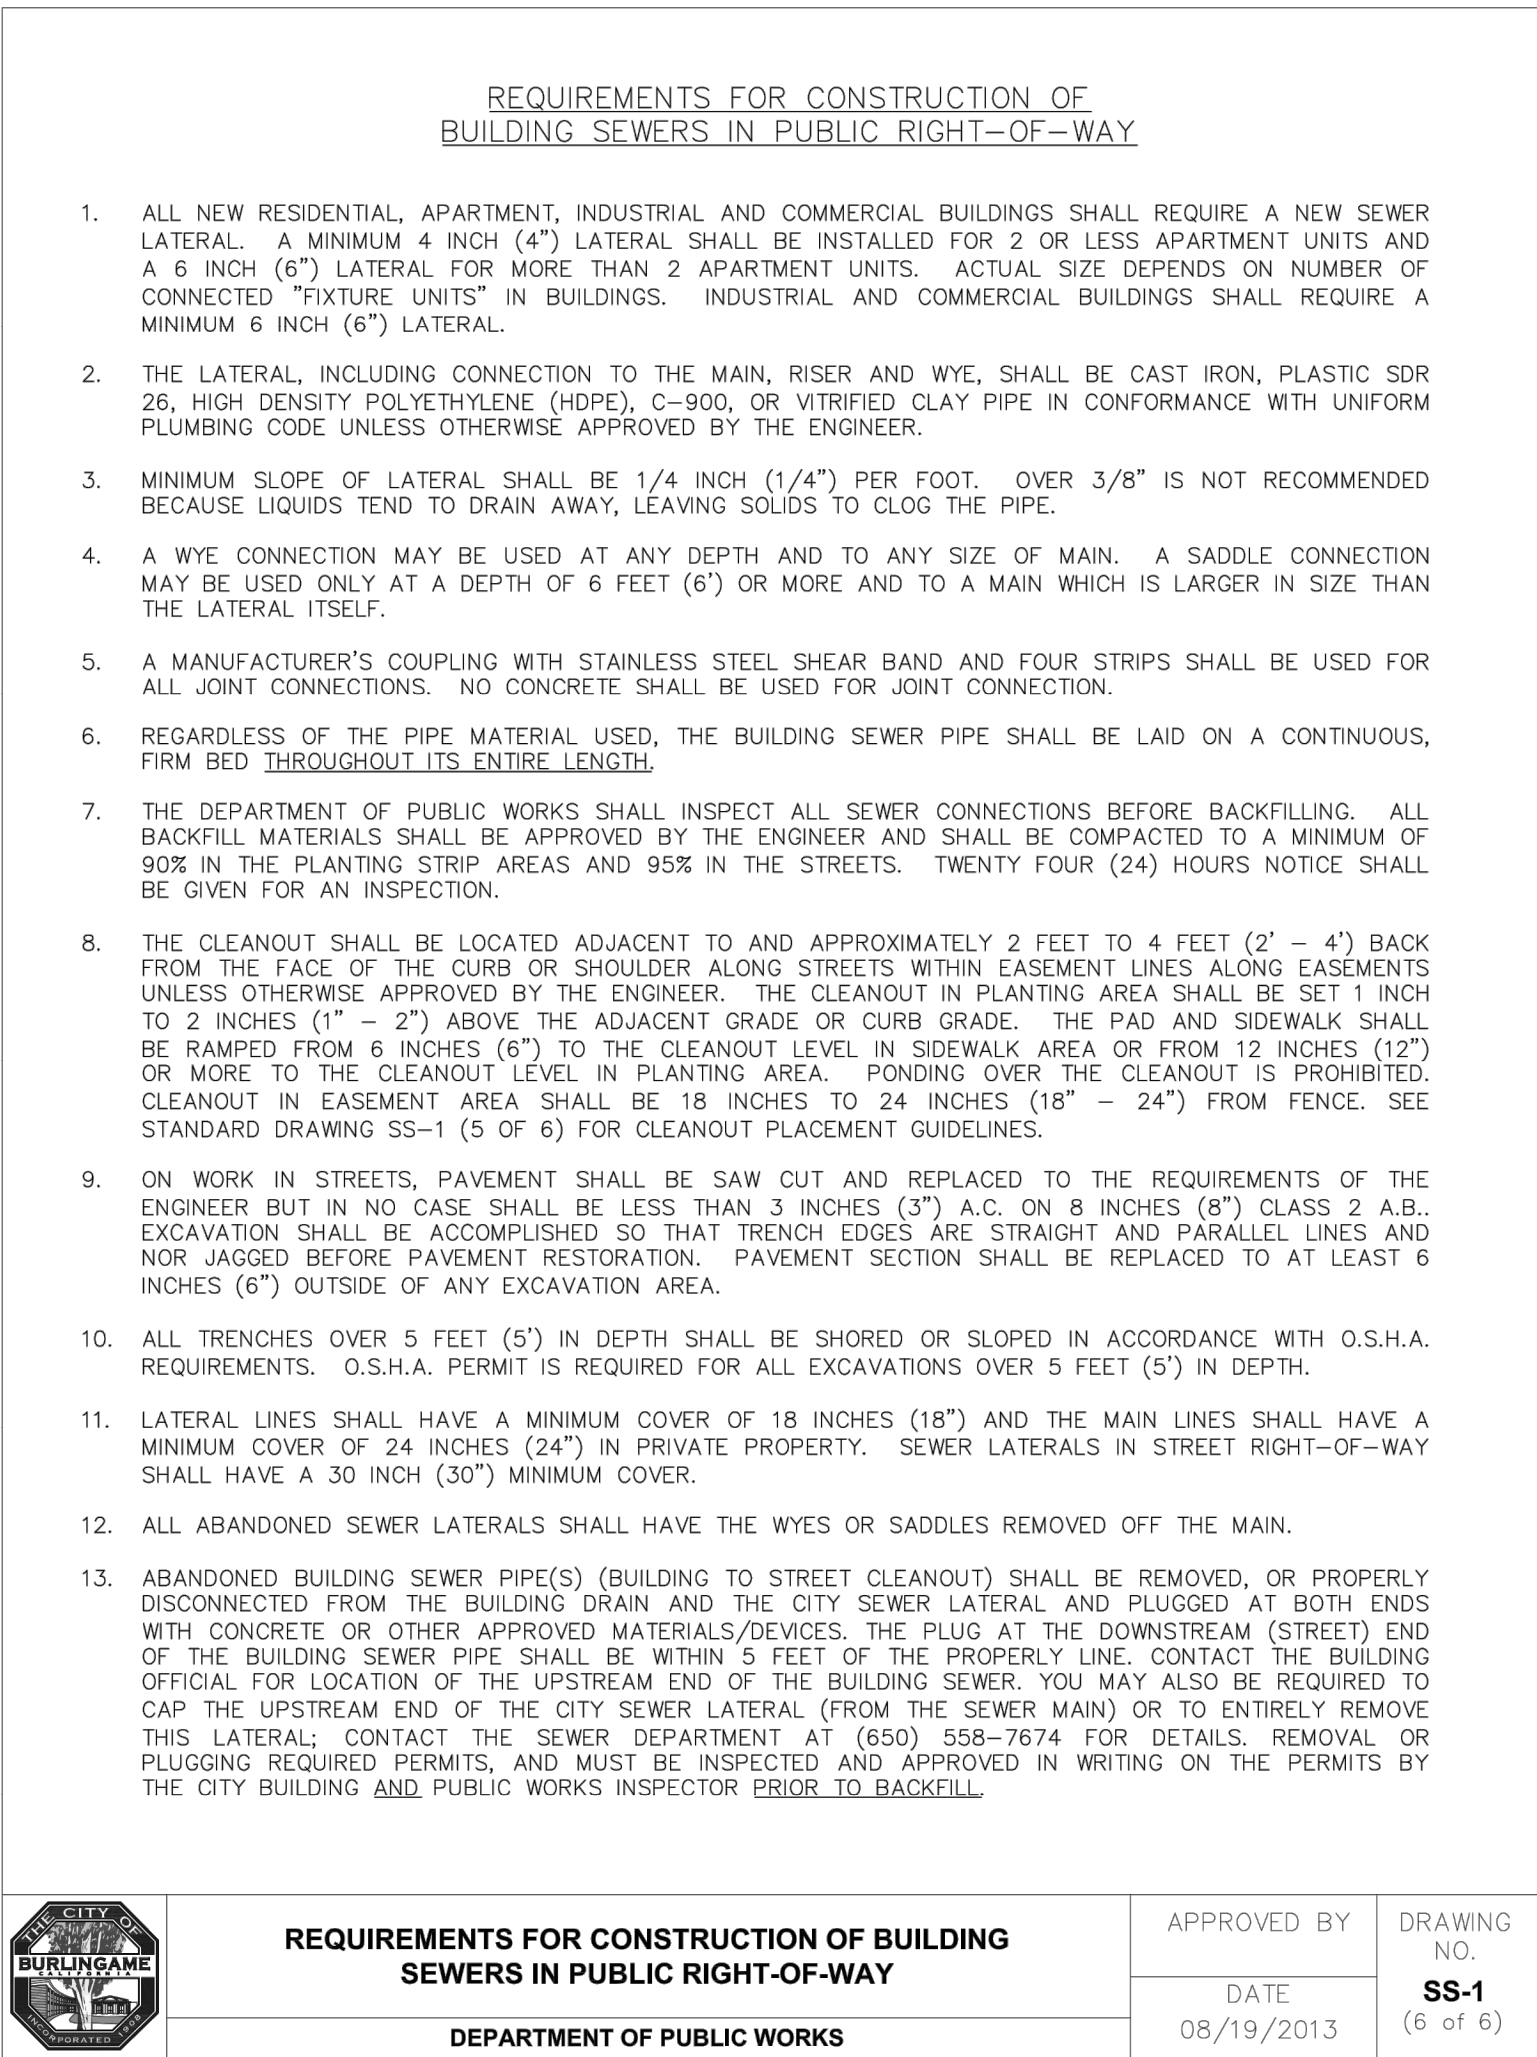 REQUIREMENTS FOR CONSTRUCTION OF
BUILDING SEWERS IN PUBLIC RIGHT-OF-WAY
1. ALL NEW RESIDENTIAL, APARTMENT, INDUSTRIAL AND COMMERCIAL BUILDINGS SHALL REQUIRE A NEW SEWER
LATERAL. A MINIMUM 4 INCH (4") LATERAL SHALL BE INSTALLED FOR 2 OR LESS APARTMENT UNITS AND
A 6 INCH (6") LATERAL FOR MORE THAN 2 APARTMENT UNITS. ACTUAL SIZE DEPENDS ON NUMBER OF
CONNECTED "FIXTURE UNITS" IN BUILDINGS. INDUSTRIAL AND COMMERCIAL BUILDINGS SHALL REQUIRE A
MINIMUM 6 INCH (6") LATERAL.
2. THE LATERAL, INCLUDING CONNECTION TO THE MAIN, RISER AND WYE, SHALL BE CAST IRON, PLASTIC SDR
26, HIGH DENSITY POLYETHYLENE (HDPE), C-900, OR VITRIFIED CLAY PIPE IN CONFORMANCE WITH UNIFORM
PLUMBING CODE UNLESS OTHERWISE APPROVED BY THE ENGINEER.
3. MINIMUM SLOPE OF LATERAL SHALL BE 1/4 INCH (1/4") PER FOOT. OVER 3/8" IS NOT RECOMMENDED
BECAUSE LIQUIDS TEND TO DRAIN AWAY, LEAVING SOLIDS TO CLOG THE PIPE.
4. A WYE CONNECTION MAY BE USED AT ANY DEPTH AND TO ANY SIZE OF MAIN. A SADDLE CONNECTION
MAY BE USED ONLY AT A DEPTH OF 6 FEET (6') OR MORE AND TO A MAIN WHICH IS LARGER IN SIZE THAN
THE LATERAL ITSELF.
5. A MANUFACTURER'S COUPLING WITH STAINLESS STEEL SHEAR BAND AND FOUR STRIPS SHALL BE USED FOR
ALL JOINT CONNECTIONS. NO CONCRETE SHALL BE USED FOR JOINT CONNECTION.
6. REGARDLESS OF THE PIPE MATERIAL USED, THE BUILDING SEWER PIPE SHALL BE LAID ON A CONTINUOUS,
FIRM BED THROUGHOUT ITS ENTIRE LENGTH.
7. THE DEPARTMENT OF PUBLIC WORKS SHALL INSPECT ALL SEWER CONNECTIONS BEFORE BACKFILLING. ALL
BACKFILL MATERIALS SHALL BE APPROVED BY THE ENGINEER AND SHALL BE COMPACTED TO A MINIMUM OF
90% IN THE PLANTING STRIP AREAS AND 95% IN THE STREETS. TWENTY FOUR (24) HOURS NOTICE SHALL
BE GIVEN FOR AN INSPECTION.
8. THE CLEANOUT SHALL BE LOCATED ADJACENT TO AND APPROXIMATELY 2 FEET TO 4 FEET (2' - 4') BACK
FROM THE FACE OF THE CURB OR SHOULDER ALONG STREETS WITHIN EASEMENT LINES ALONG EASEMENTS
UNLESS OTHERWISE APPROVED BY THE ENGINEER. THE CLEANOUT IN PLANTING AREA SHALL BE SET 1 INCH
TO 2 INCHES (1" - 2") ABOVE THE ADJACENT GRADE OR CURB GRADE. THE PAD AND SIDEWALK SHALL
BE RAMPED FROM 6 INCHES (6") TO THE CLEANOUT LEVEL IN SIDEWALK AREA OR FROM 12 INCHES (12")
OR MORE TO THE CLEANOUT LEVEL IN PLANTING AREA. PONDING OVER THE CLEANOUT IS PROHIBITED.
CLEANOUT IN EASEMENT AREA SHALL BE 18 INCHES TO 24 INCHES (18" - 24") FROM FENCE. SEE
STANDARD DRAWING SS-1 (5 OF 6) FOR CLEANOUT PLACEMENT GUIDELINES.
9. ON WORK IN STREETS, PAVEMENT SHALL BE SAW CUT AND REPLACED TO THE REQUIREMENTS OF THE
ENGINEER BUT IN NO CASE SHALL BE LESS THAN 3 INCHES (3") A.C. ON 8 INCHES (8") CLASS 2 A.B..
EXCAVATION SHALL BE ACCOMPLISHED SO THAT TRENCH EDGES ARE STRAIGHT AND PARALLEL LINES AND
NOR JAGGED BEFORE PAVEMENT RESTORATION. PAVEMENT SECTION SHALL BE REPLACED TO AT LEAST 6
INCHES (6") OUTSIDE OF ANY EXCAVATION AREA.
10. ALL TRENCHES OVER 5 FEET (5') IN DEPTH SHALL BE SHORED OR SLOPED IN ACCORDANCE WITH O.S.H.A.
REQUIREMENTS. O.S.H.A. PERMIT IS REQUIRED FOR ALL EXCAVATIONS OVER 5 FEET (5') IN DEPTH.
11. LATERAL LINES SHALL HAVE A MINIMUM COVER OF 18 INCHES (18") AND THE MAIN LINES SHALL HAVE A
MINIMUM COVER OF 24 INCHES (24") IN PRIVATE PROPERTY. SEWER LATERALS IN STREET RIGHT-OF-WAY
SHALL HAVE A 30 INCH (30") MINIMUM COVER.
12. ALL ABANDONED SEWER LATERALS SHALL HAVE THE WYES OR SADDLES REMOVED OFF THE MAIN.
13. ABANDONED BUILDING SEWER PIPE(S) (BUILDING TO STREET CLEANOUT) SHALL BE REMOVED, OR PROPERLY
DISCONNECTED FROM THE BUILDING DRAIN AND THE CITY SEWER LATERAL AND PLUGGED AT BOTH ENDS
WITH CONCRETE OR OTHER APPROVED MATERIALS/DEVICES. THE PLUG AT THE DOWNSTREAM (STREET) END
OF THE BUILDING SEWER PIPE SHALL BE WITHIN 5 FEET OF THE PROPERLY LINE. CONTACT THE BUILDING
OFFICIAL FOR LOCATION OF THE UPSTREAM END OF THE BUILDING SEWER. YOU MAY ALSO BE REQUIRED TO
CAP THE UPSTREAM END OF THE CITY SEWER LATERAL (FROM THE SEWER MAIN) OR TO ENTIRELY REMOVE
THIS LATERAL; CONTACT THE SEWER DEPARTMENT AT (650) 558-7674 FOR DETAILS. REMOVAL OR
PLUGGING REQUIRED PERMITS, AND MUST BE INSPECTED AND APPROVED IN WRITING ON THE PERMITS BY
THE CITY BUILDING AND PUBLIC WORKS INSPECTOR PRIOR TO BACKFILL.
THE CITY OF
BURLINGAME
CALIFORNIA
INCORPORATED 1908
REQUIREMENTS FOR CONSTRUCTION OF BUILDING
SEWERS IN PUBLIC RIGHT-OF-WAY
DEPARTMENT OF PUBLIC WORKS
APPROVED BY
DATE
08/19/2013
DRAWING
NO.
SS-1
(6 of 6)